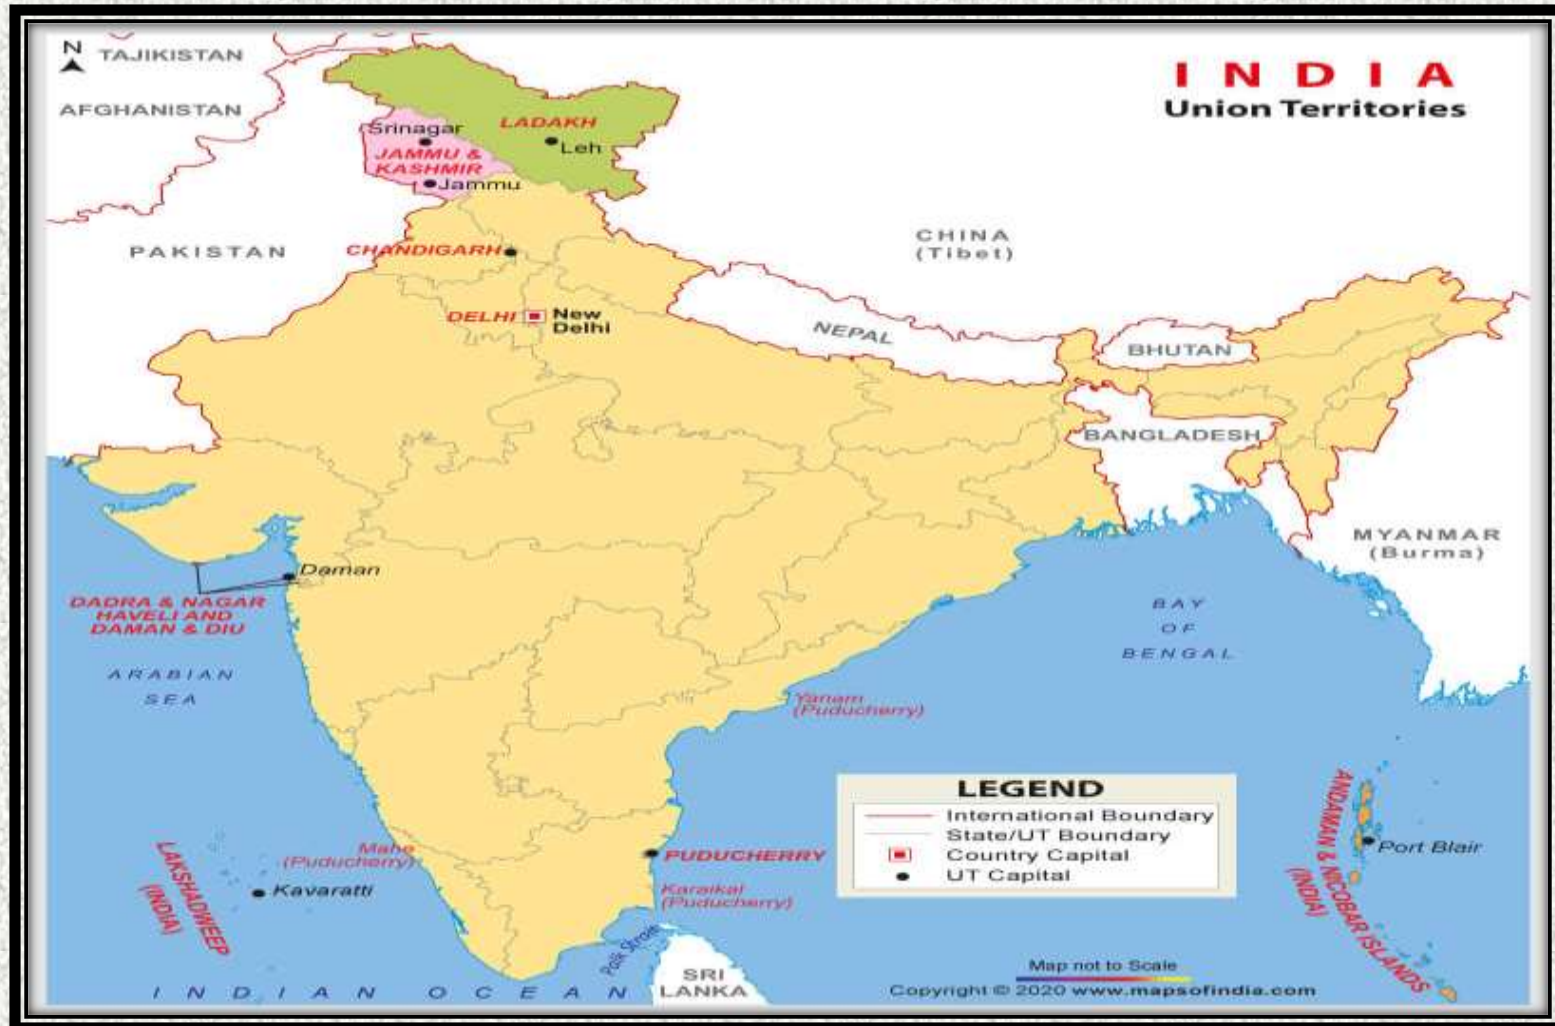 INDIA
Union Territories
N
TAJIKISTAN
AFGHANISTAN
Srinagar
LADAKH
Leh
JAMMU &
KASHMIR
Jammu
PAKISTAN
CHANDIGARH
CHINA
(Tibet)
DELHI
New
Delhi
NEPAL
BHUTAN
BANGLADESH
MYANMAR
(Burma)
Daman
DADRA & NAGAR
HAVELI AND
DAMAN & DIU
ARABIAN
SEA
BAY
OF
BENGAL
Yanam
(Puducherry)
LEGEND
International Boundary
State/UT Boundary
Country Capital
UT Capital
Mahe
(Puducherry)
PUDUCHERRY
Karaikal
(Puducherry)
LAKSHADWEEP
(INDIA)
Kavaratti
ANDAMAN & NICOBAR ISLANDS
(INDIA)
Port Blair
Palk Strait
SRI
LANKA
INDIAN OCEAN
Map not to Scale
Copyright © 2020 www.mapsofindia.com